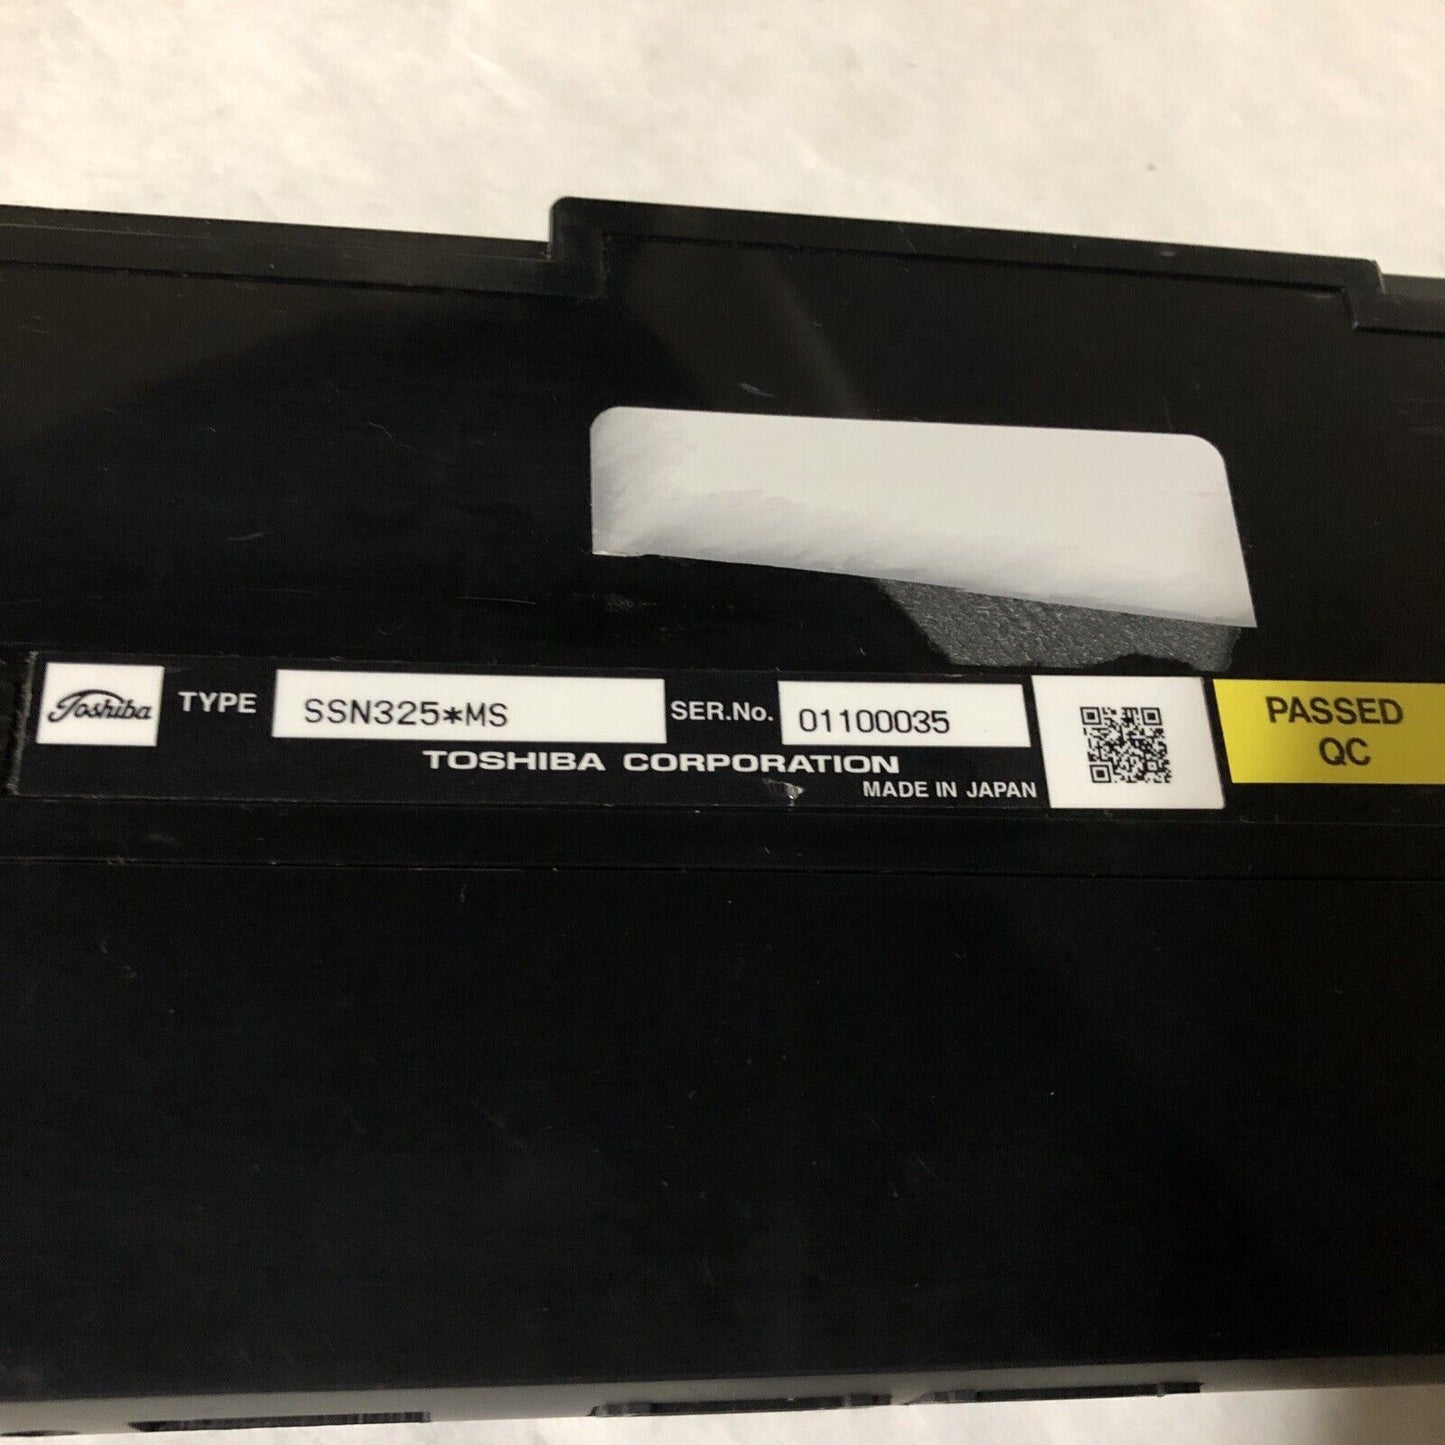 Toshiba TYPE SSN325*MS SER.No. 01100035
TOSHIBA CORPORATION
MADE IN JAPAN
PASSED
QC